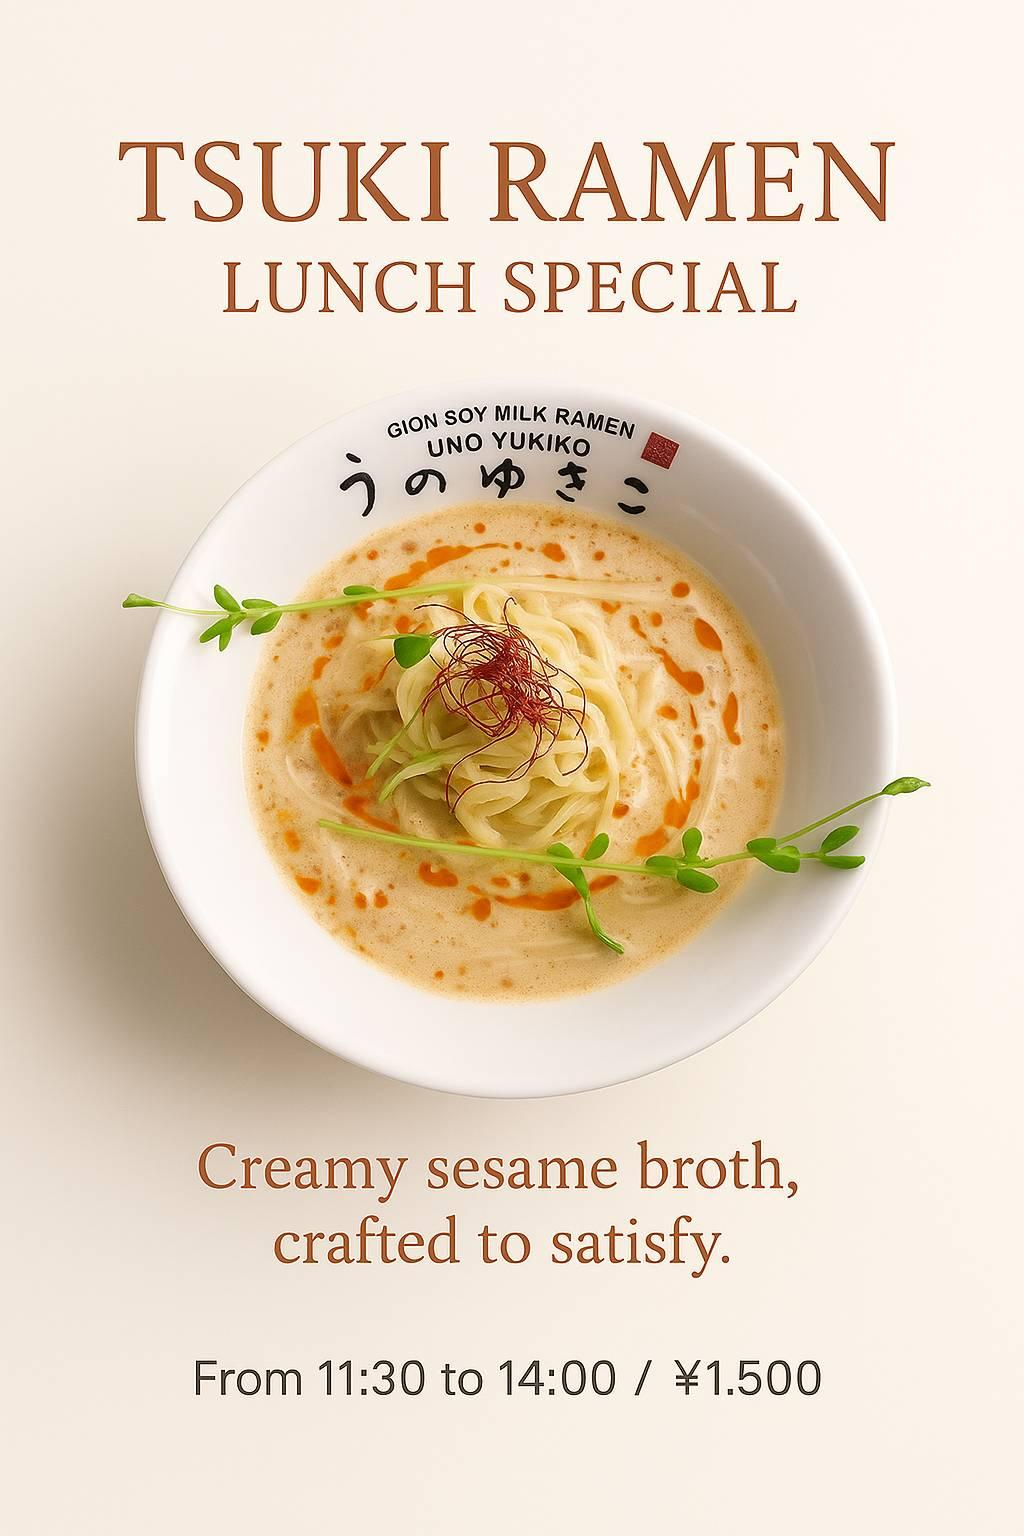 TSUKI RAMEN
LUNCH SPECIAL
GION SOY MILK RAMEN
UNO YUKIKO
うのゆきこ
Creamy sesame broth,
crafted to satisfy.
From 11:30 to 14:00 / ¥1.500